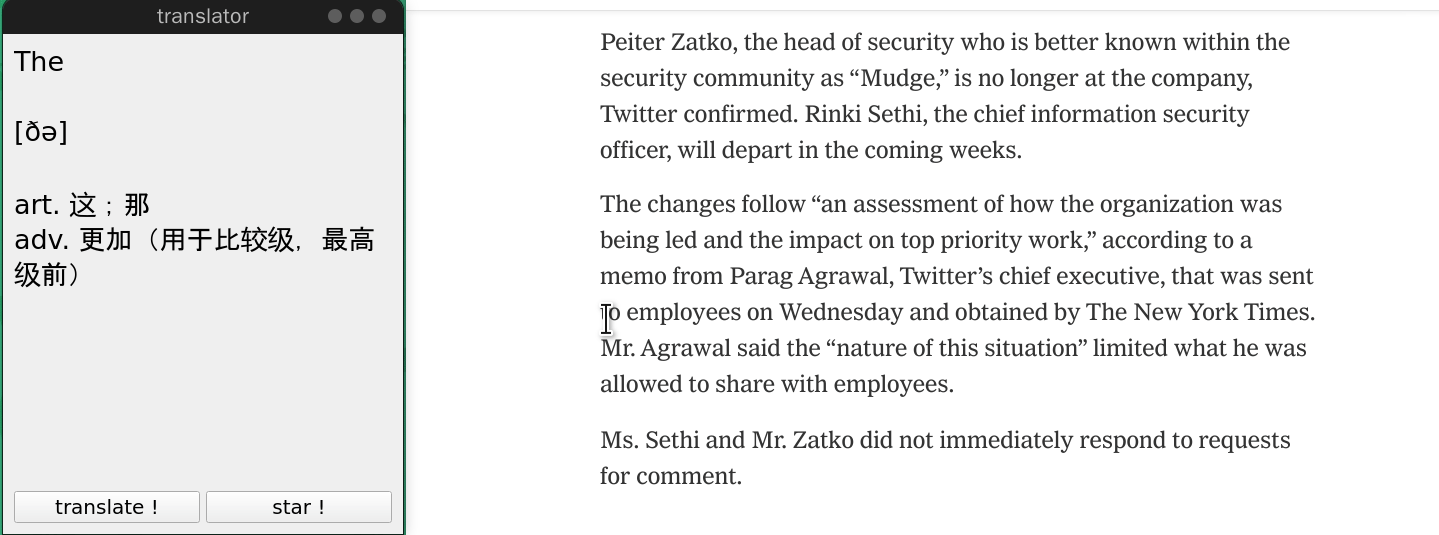 translator
The
[ðə]
art. 这；那
adv. 更加（用于比较级，最高
级前）
translate !
star !
Peiter Zatko, the head of security who is better known within the
security community as “Mudge,” is no longer at the company,
Twitter confirmed. Rinki Sethi, the chief information security
officer, will depart in the coming weeks.
The changes follow “an assessment of how the organization was
being led and the impact on top priority work,” according to a
memo from Parag Agrawal, Twitter’s chief executive, that was sent
to employees on Wednesday and obtained by The New York Times.
Mr. Agrawal said the “nature of this situation” limited what he was
allowed to share with employees.
Ms. Sethi and Mr. Zatko did not immediately respond to requests
for comment.